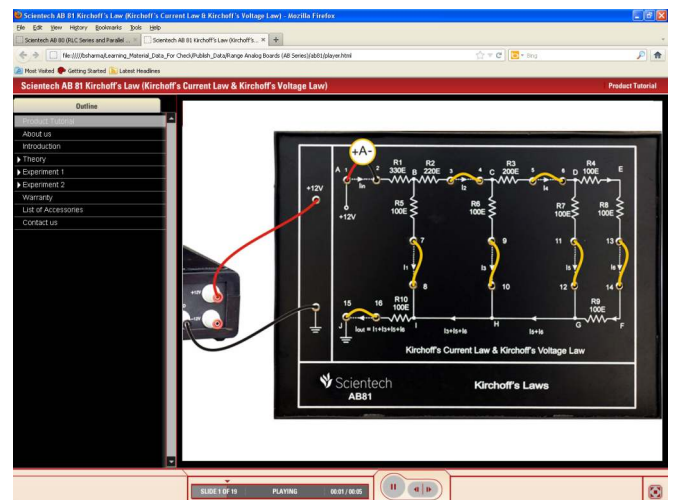 Scientech AB 81 Kirchoff's Law (Kirchoff's Current Law & Kirchoff's Voltage Law) - Mozilla Firefox
File Edit View History Bookmarks Tools Help
Scientech AB 80 (RLC Series and Parallel ... × Scientech AB 81 Kirchoff's Law (Kirchoff's... × +
Bing
Most Visited Getting Started Latest Headlines
Scientech AB 81 Kirchoff's Law (Kirchoff's Current Law & Kirchoff's Voltage Law) Product Tutorial
Outline
Product Tutorial
About us
Introduction
Theory
Experiment 1
Experiment 2
Warranty
List of Accessories
Contact us
+A-
A 1 2 R1 330E B R2 220E 3 4 C R3 200E 5 6 D R4 100E E
Iin I2 I4
+12V
+12V
R5 100E R6 100E R7 100E R8 100E
7 9 11 13
I1 I3 I5 I6
8 10 12 14
+12V
-12V
15 16 R10 100E R9 100E
J I H G F
Iout = I1+I3+I5+I6 I3+I5+I6 I5+I6
Kirchoff's Current Law & Kirchoff's Voltage Law
Scientech
AB81
Kirchoff's Laws
SLIDE 1 OF 19 PLAYING 00:01 / 00:05